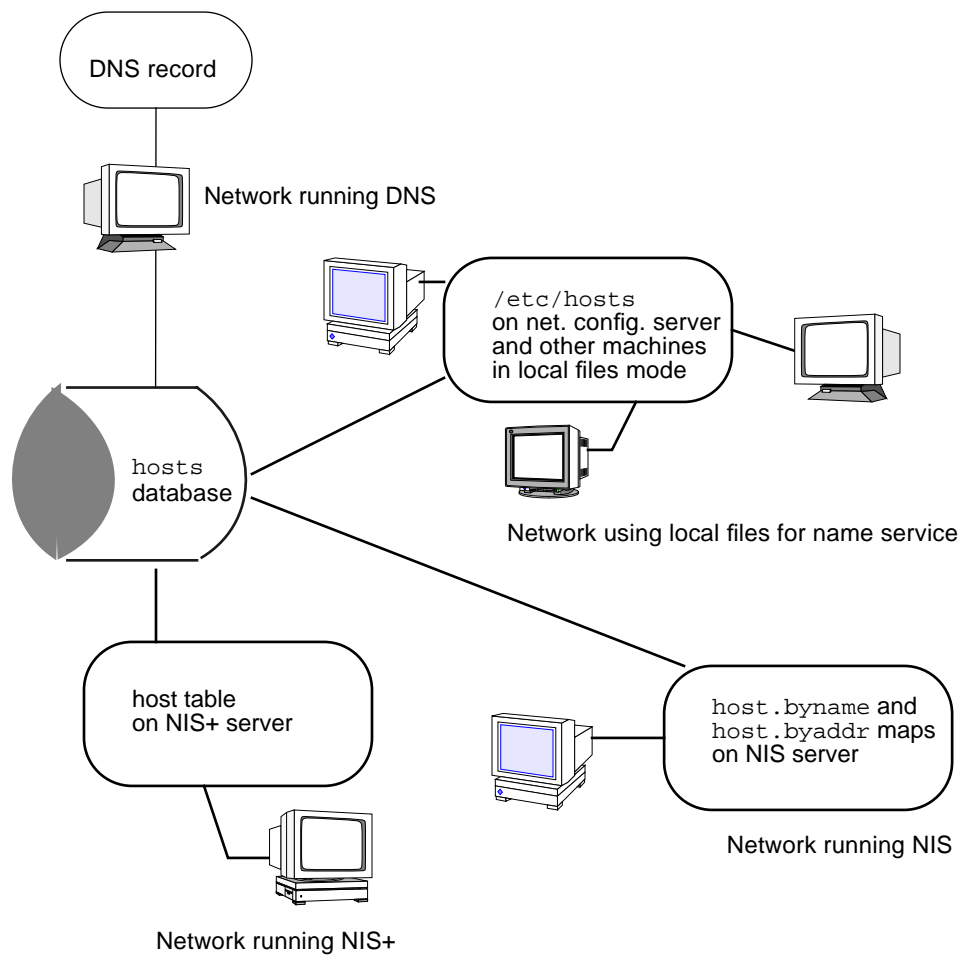 DNS record
Network running DNS
/etc/hosts
on net. config. server
and other machines
in local files mode
hosts
database
Network using local files for name service
host table
on NIS+ server
host.byname and
host.byaddr maps
on NIS server
Network running NIS
Network running NIS+